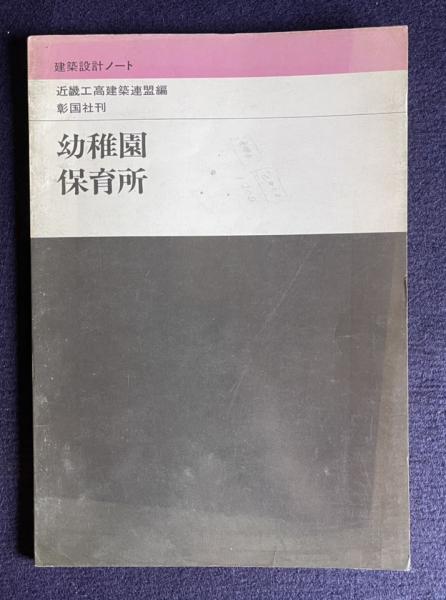 建築設計ノート
近畿工高建築連盟編
彰国社刊
幼稚園
保育所